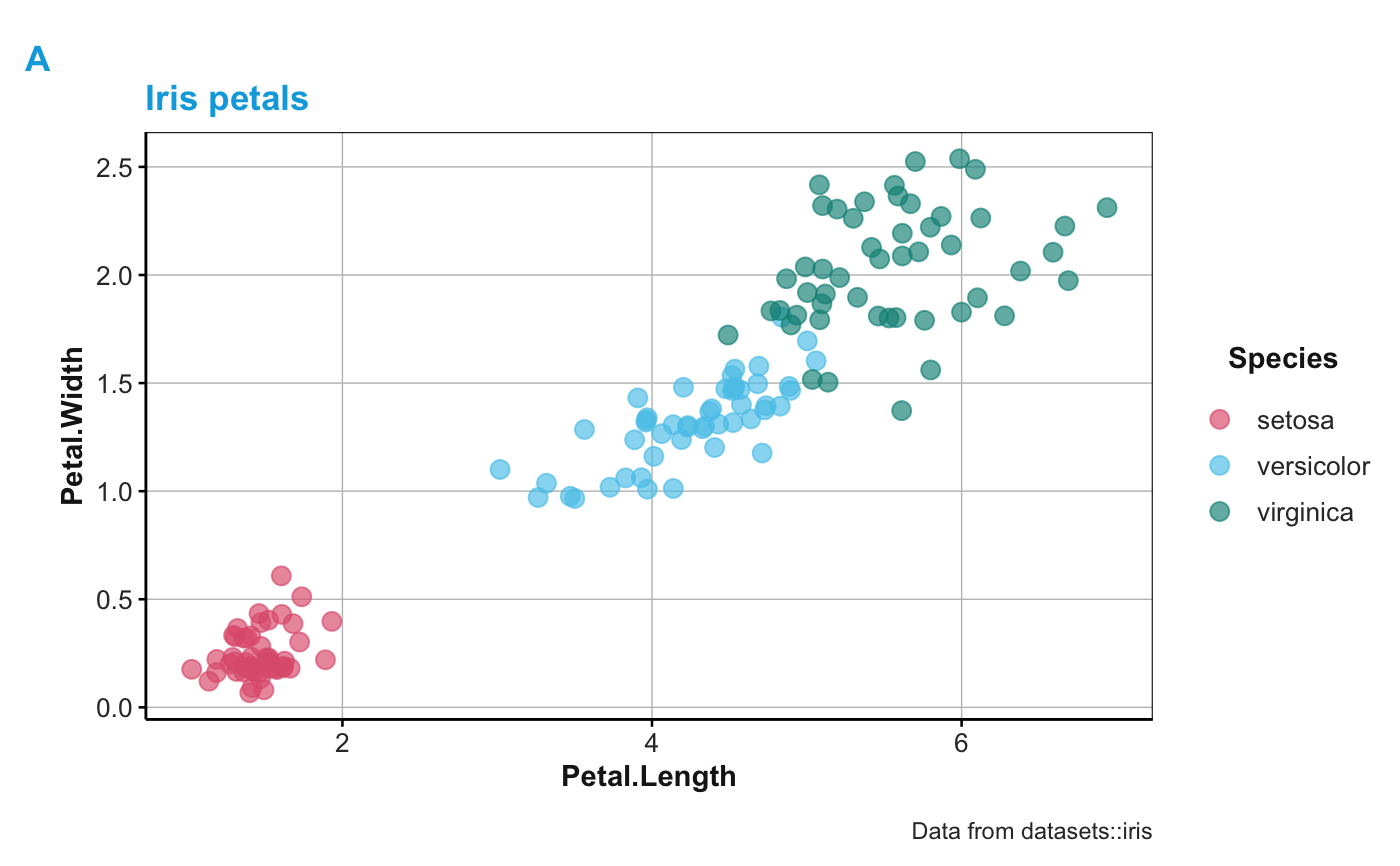 A
Iris petals
2.5
2.0
1.5
1.0
0.5
0.0
Petal.Width
2 4 6
Petal.Length
Species
setosa
versicolor
virginica
Data from datasets::iris